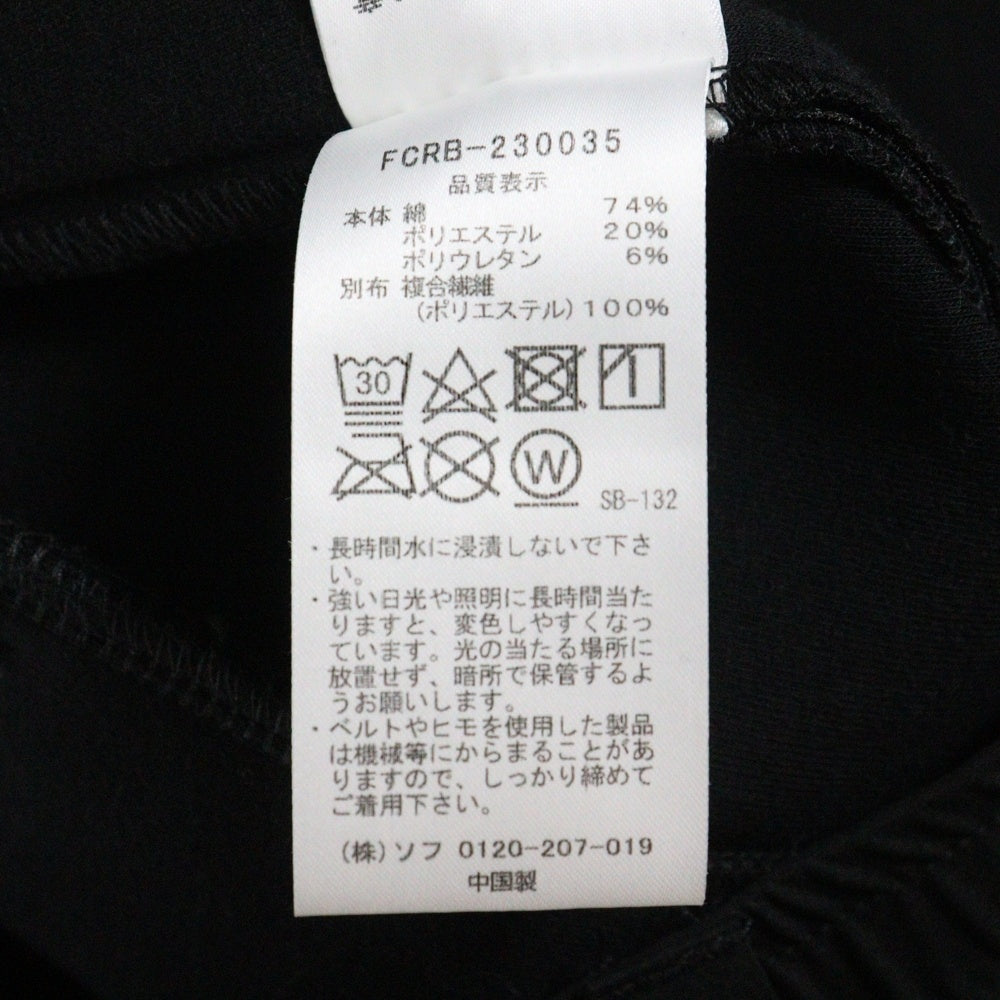 FCRB-230035
品質表示
本体 綿 74%
ポリエステル 20%
ポリウレタン 6%
別布 複合繊維
(ポリエステル)100%
30
W
SB-132
・長時間水に浸漬しないで下さ
い。
・強い日光や照明に長時間当た
りますと、変色しやすくなっ
ています。光の当たる場所に
放置せず、暗所で保管するよ
うお願いします。
・ベルトやヒモを使用した製品
は機械等にからまることがあ
りますので、しっかり締めて
ご着用下さい。
(株)ソフ 0120-207-019
中国製